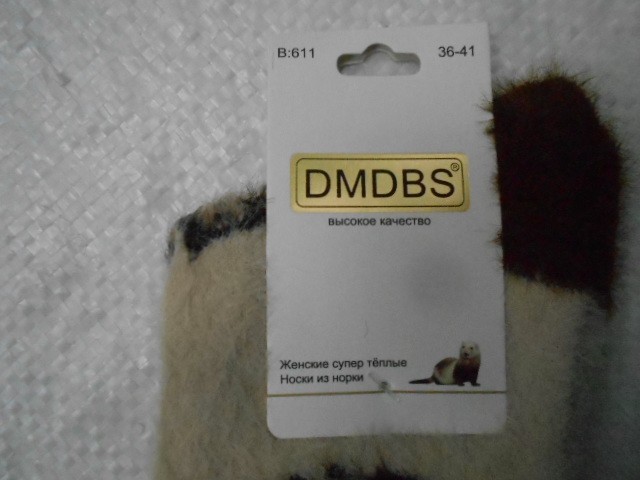 B:611 36-41
DMDBS®
высокое качество
Женские супер тёплые
Носки из норки